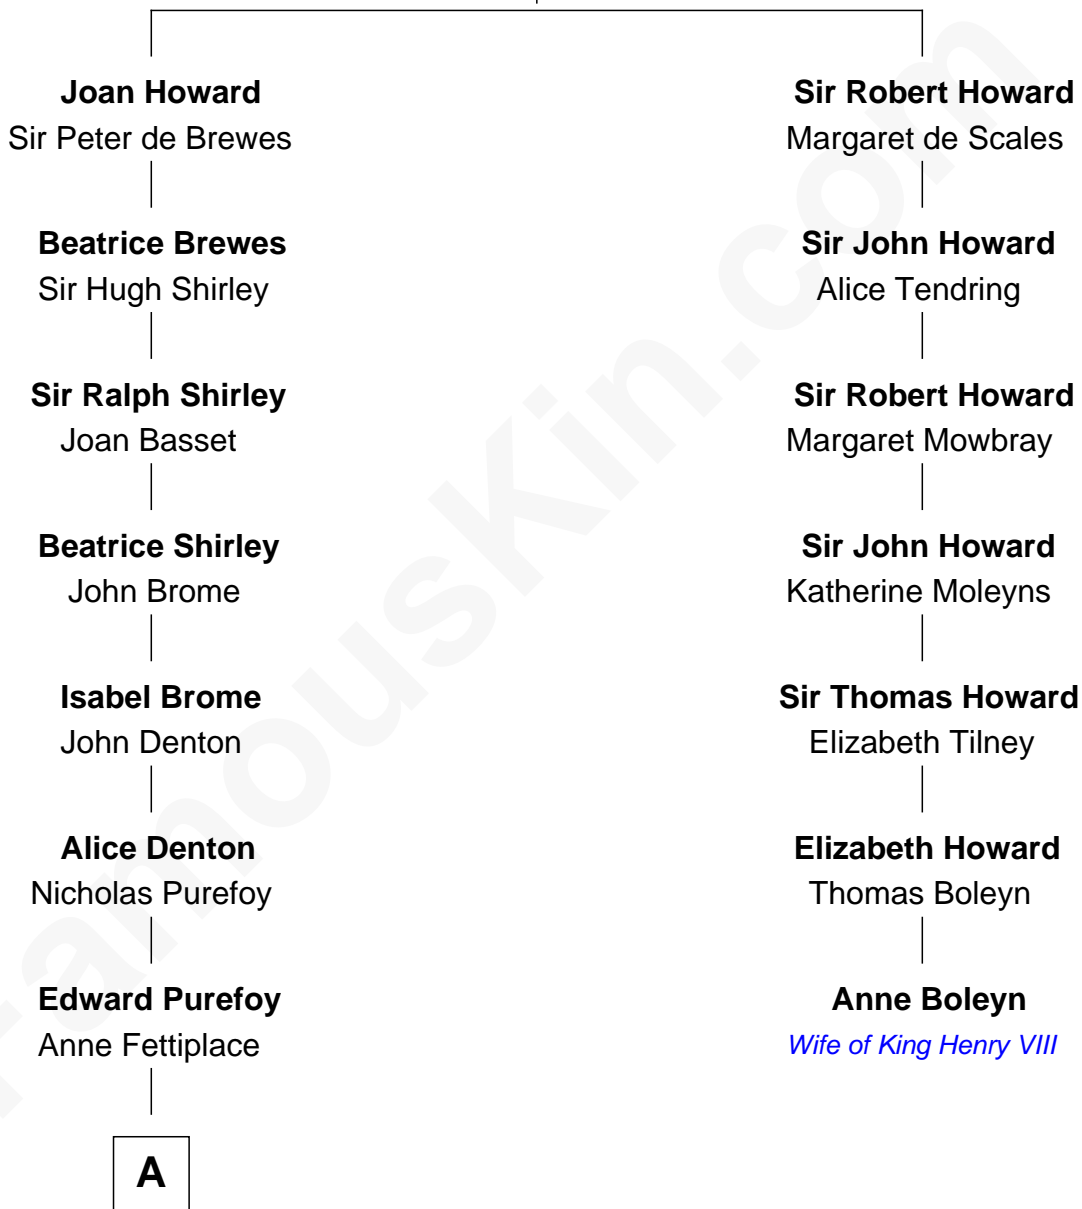 Joan Howard
Sir Peter de Brewes
Beatrice Brewes
Sir Hugh Shirley
Sir Ralph Shirley
Joan Basset
Beatrice Shirley
John Brome
Isabel Brome
John Denton
Alice Denton
Nicholas Purefoy
Edward Purefoy
Anne Fettiplace
A
Sir Robert Howard
Margaret de Scales
Sir John Howard
Alice Tendring
Sir Robert Howard
Margaret Mowbray
Sir John Howard
Katherine Moleyns
Sir Thomas Howard
Elizabeth Tilney
Elizabeth Howard
Thomas Boleyn
Anne Boleyn
Wife of King Henry VIII
FamousKin.com